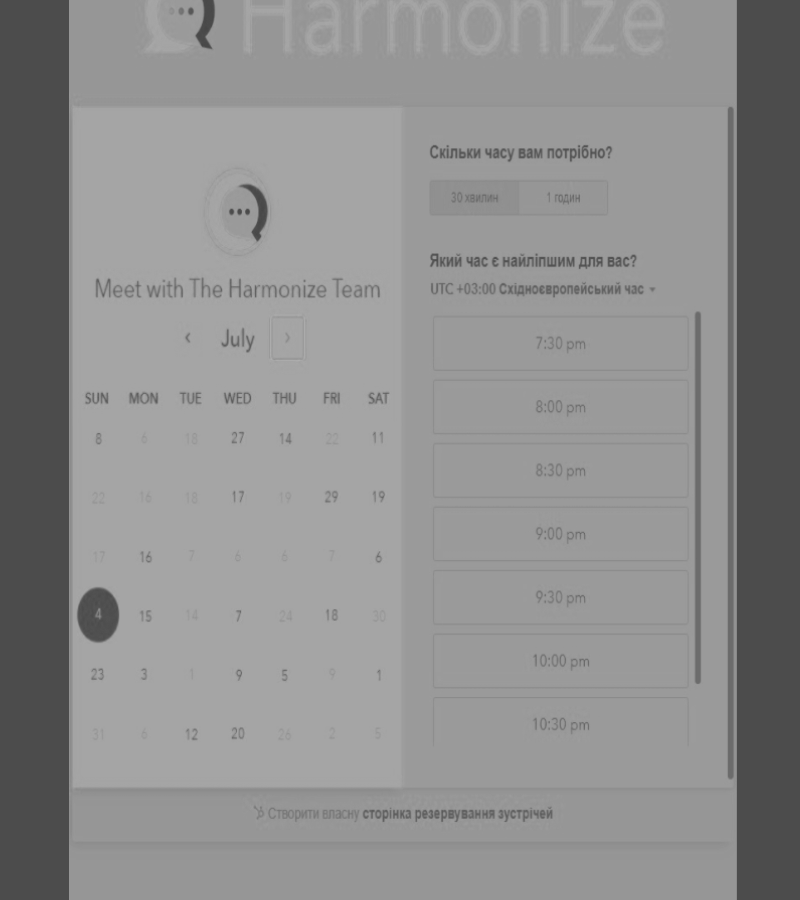 Harmonize
Meet with The Harmonize Team
July
SUN MON TUE WED THU FRI SAT
8 6 18 27 14 22 11
22 16 18 17 19 29 19
17 16 7 6 6 7 6
4 15 14 7 24 18 30
23 3 1 9 5 9 1
31 6 12 20 26 2 5
Скільки часу вам потрібно?
30 хвилин 1 годин
Який час є найліпшим для вас?
UTC +03:00 Східноєвропейський час
7:30 pm
8:00 pm
8:30 pm
9:00 pm
9:30 pm
10:00 pm
10:30 pm
Створити власну сторінка резервування зустрічей